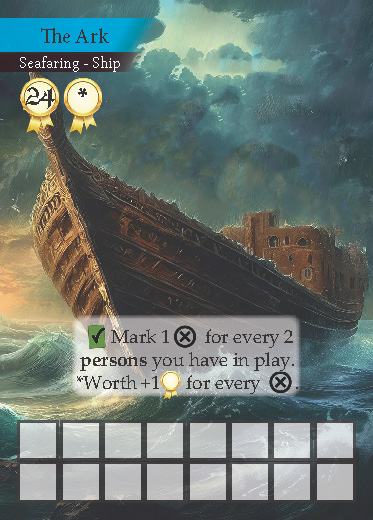 The Ark
Seafaring - Ship
24 *
Mark 1 for every 2
persons you have in play.
*Worth +1 for every .